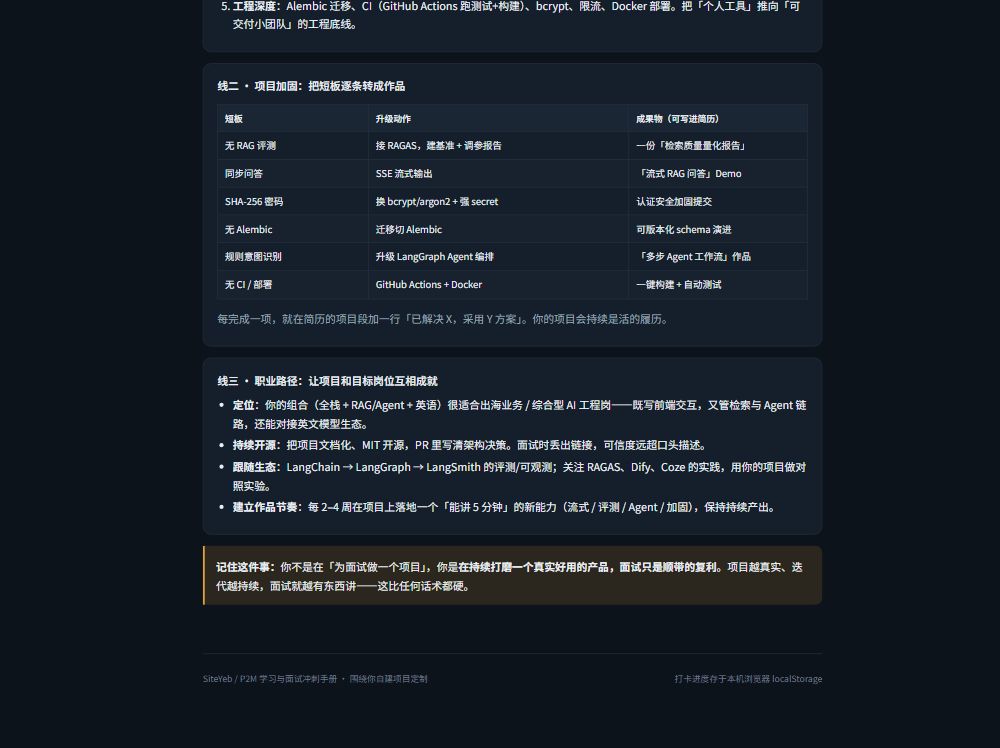 5. 工程深度：Alembic 迁移、CI（GitHub Actions 跑测试+构建）、bcrypt、限流、Docker 部署。把「个人工具」推向「可
交付小团队」的工程底线。
线二 · 项目加固：把短板逐条转成作品
短板 升级动作 成果物（可写进简历）
无 RAG 评测 接 RAGAS，建基准 + 调参报告 一份「检索质量量化报告」
同步问答 SSE 流式输出 「流式 RAG 问答」Demo
SHA-256 密码 换 bcrypt/argon2 + 强 secret 认证安全加固提交
无 Alembic 迁移切 Alembic 可版本化 schema 演进
规则意图识别 升级 LangGraph Agent 编排 「多步 Agent 工作流」作品
无 CI / 部署 GitHub Actions + Docker 一键构建 + 自动测试
每完成一项，就在简历的项目段加一行「已解决 X，采用 Y 方案」。你的项目会持续是活的履历。
线三 · 职业路径：让项目和目标岗位互相成就
• 定位：你的组合（全栈 + RAG/Agent + 英语）很适合出海业务 / 综合型 AI 工程岗——既写前端交互，又管检索与 Agent 链
路，还能对接英文模型生态。
• 持续开源：把项目文档化、MIT 开源，PR 里写清架构决策。面试时丢出链接，可信度远超口头描述。
• 跟随生态：LangChain → LangGraph → LangSmith 的评测/可观测；关注 RAGAS、Dify、Coze 的实践，用你的项目做对
照实验。
• 建立作品节奏：每 2–4 周在项目上落地一个「能讲 5 分钟」的新能力（流式 / 评测 / Agent / 加固），保持持续产出。
记住这件事：你不是在「为面试做一个项目」，你是在持续打磨一个真实好用的产品，面试只是顺带的复利。项目越真实、迭
代越持续，面试就越有东西讲——这比任何话术都硬。
SiteYeb / P2M 学习与面试冲刺手册 · 围绕你自建项目定制
打卡进度存于本机浏览器 localStorage